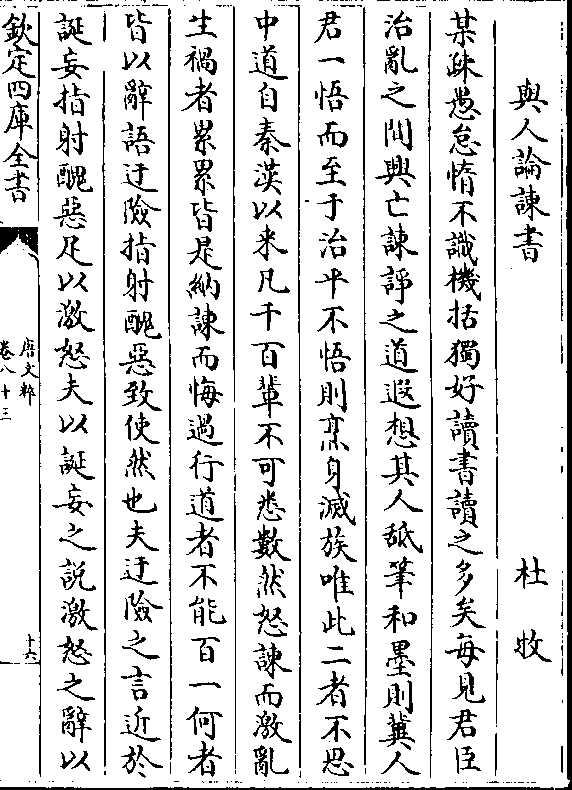 與人論諫書 杜牧
某疎愚怠惰不識機括獨好讀書讀之多矣每見君臣
治亂之間興亡諫諍之道遐想其人舐筆和墨則冀人
君一悟而至于治平不悟則烹身滅族唯此二者不思
中道自秦漢以來凡千百輩不可悉數然怒諫而激亂
生禍者累累皆是納諫而悔過行道者不能百一何者
皆以辭語迂險指射醜惡致使然也夫迂險之言近於
誕妄指射醜惡足以激怒夫以誕妄之說激怒之辭以
欽定四庫全書
唐文粹
卷八十三
十六